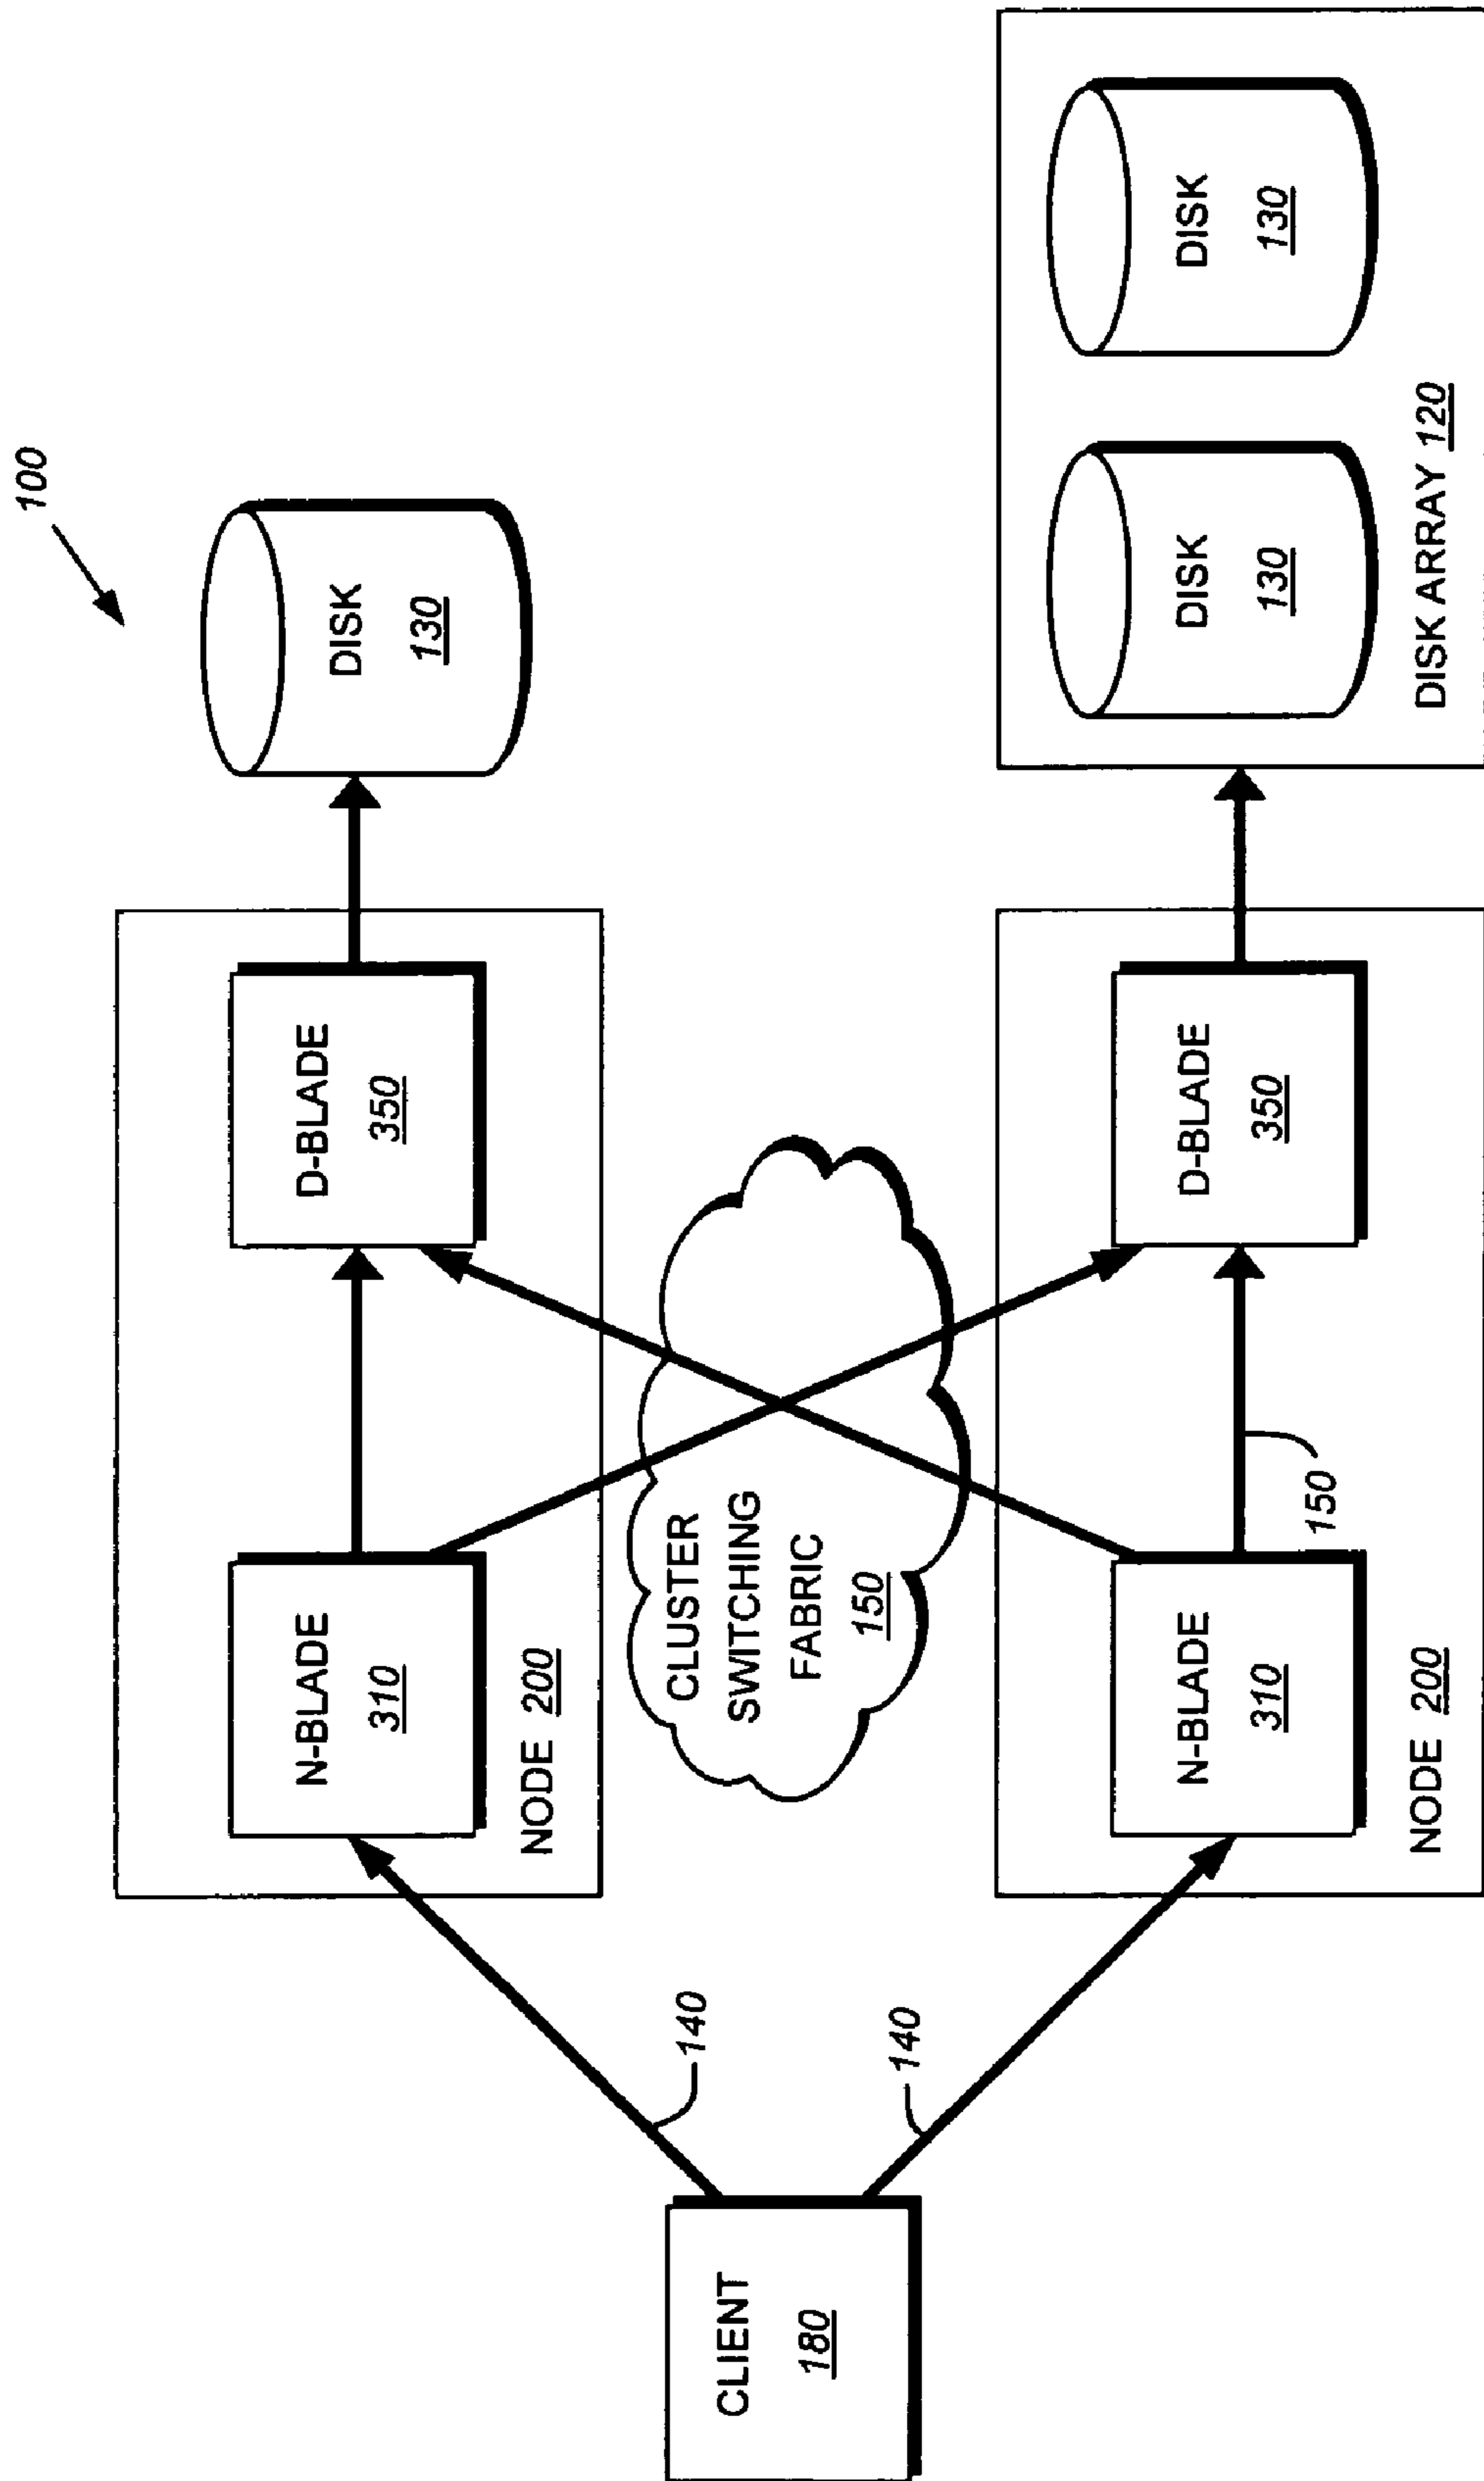 100
N-BLADE
310
D-BLADE
350
DISK
130
NODE 200
140
CLIENT
180
CLUSTER
SWITCHING
FABRIC
150
140
N-BLADE
310
D-BLADE
350
DISK
130
DISK
130
150
NODE 200
DISK ARRAY 120